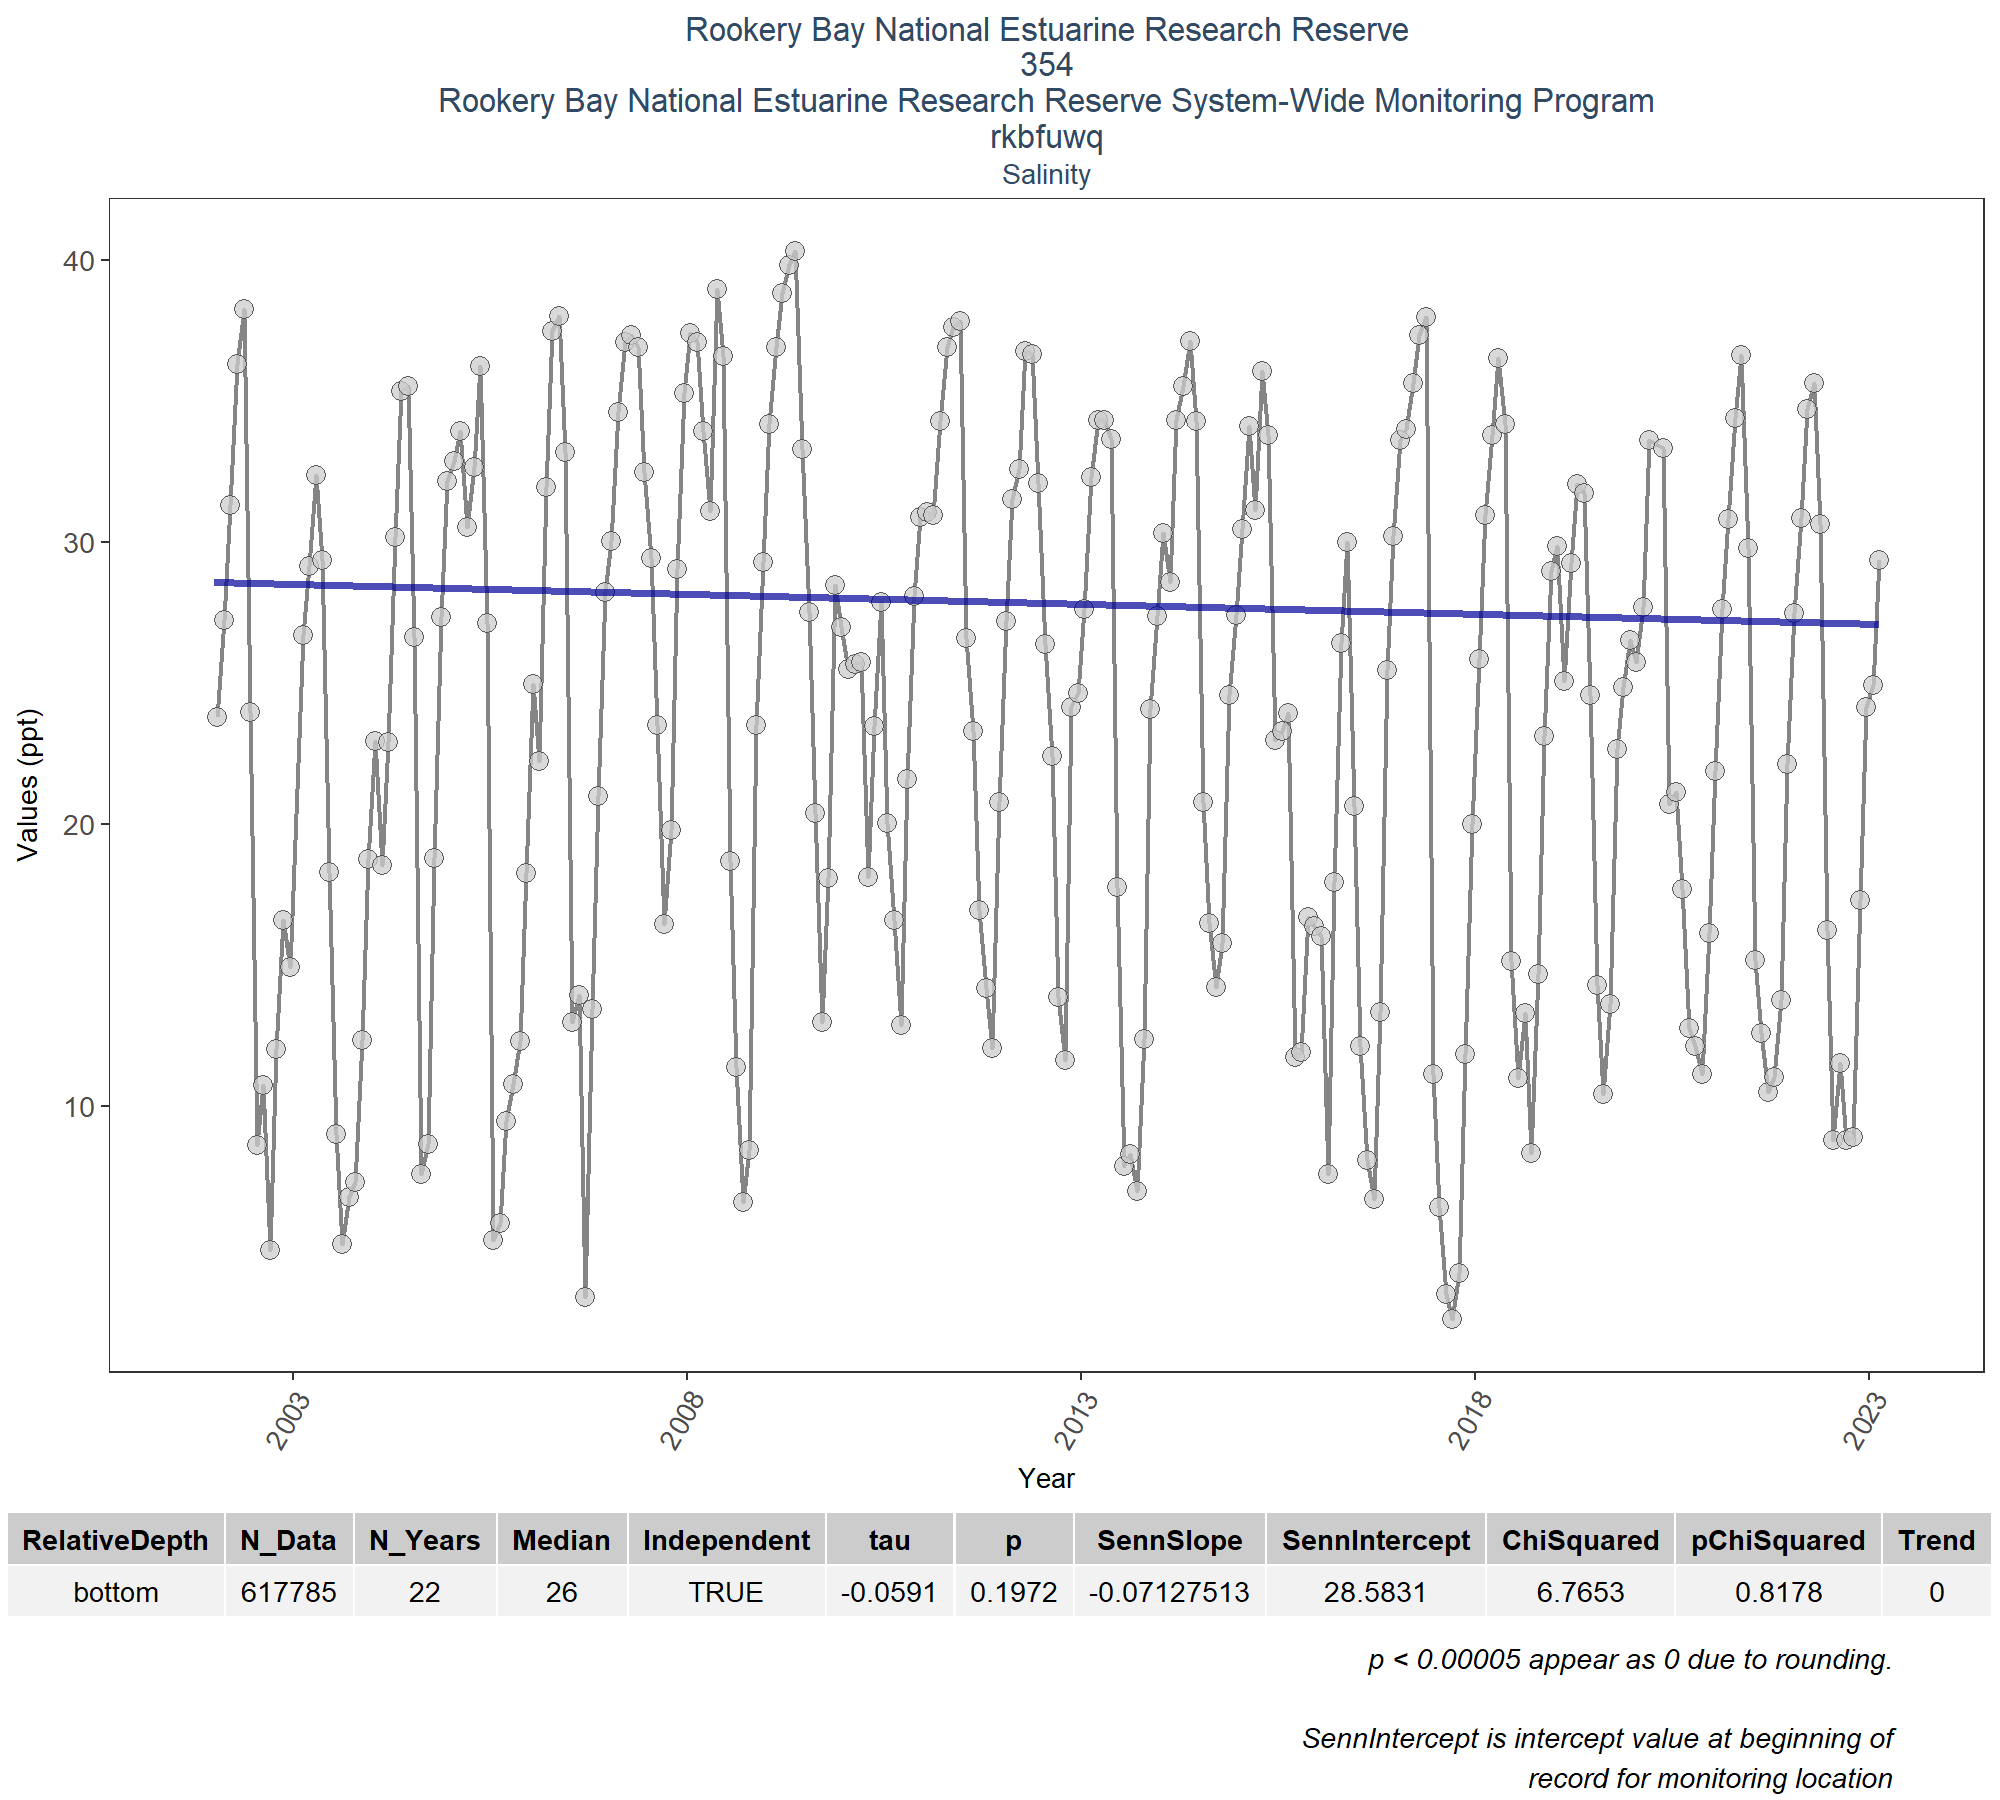 Rookery Bay National Estuarine Research Reserve
354
Rookery Bay National Estuarine Research Reserve System-Wide Monitoring Program
rkbfuwq
Salinity
40
30
20
10
Values (ppt)
2003
2008
2013
2018
2023
Year
RelativeDepth N_Data N_Years Median Independent tau p SennSlope SennIntercept ChiSquared pChiSquared Trend
bottom 617785 22 26 TRUE -0.0591 0.1972 -0.07127513 28.5831 6.7653 0.8178 0
p < 0.00005 appear as 0 due to rounding.
SennIntercept is intercept value at beginning of
record for monitoring location